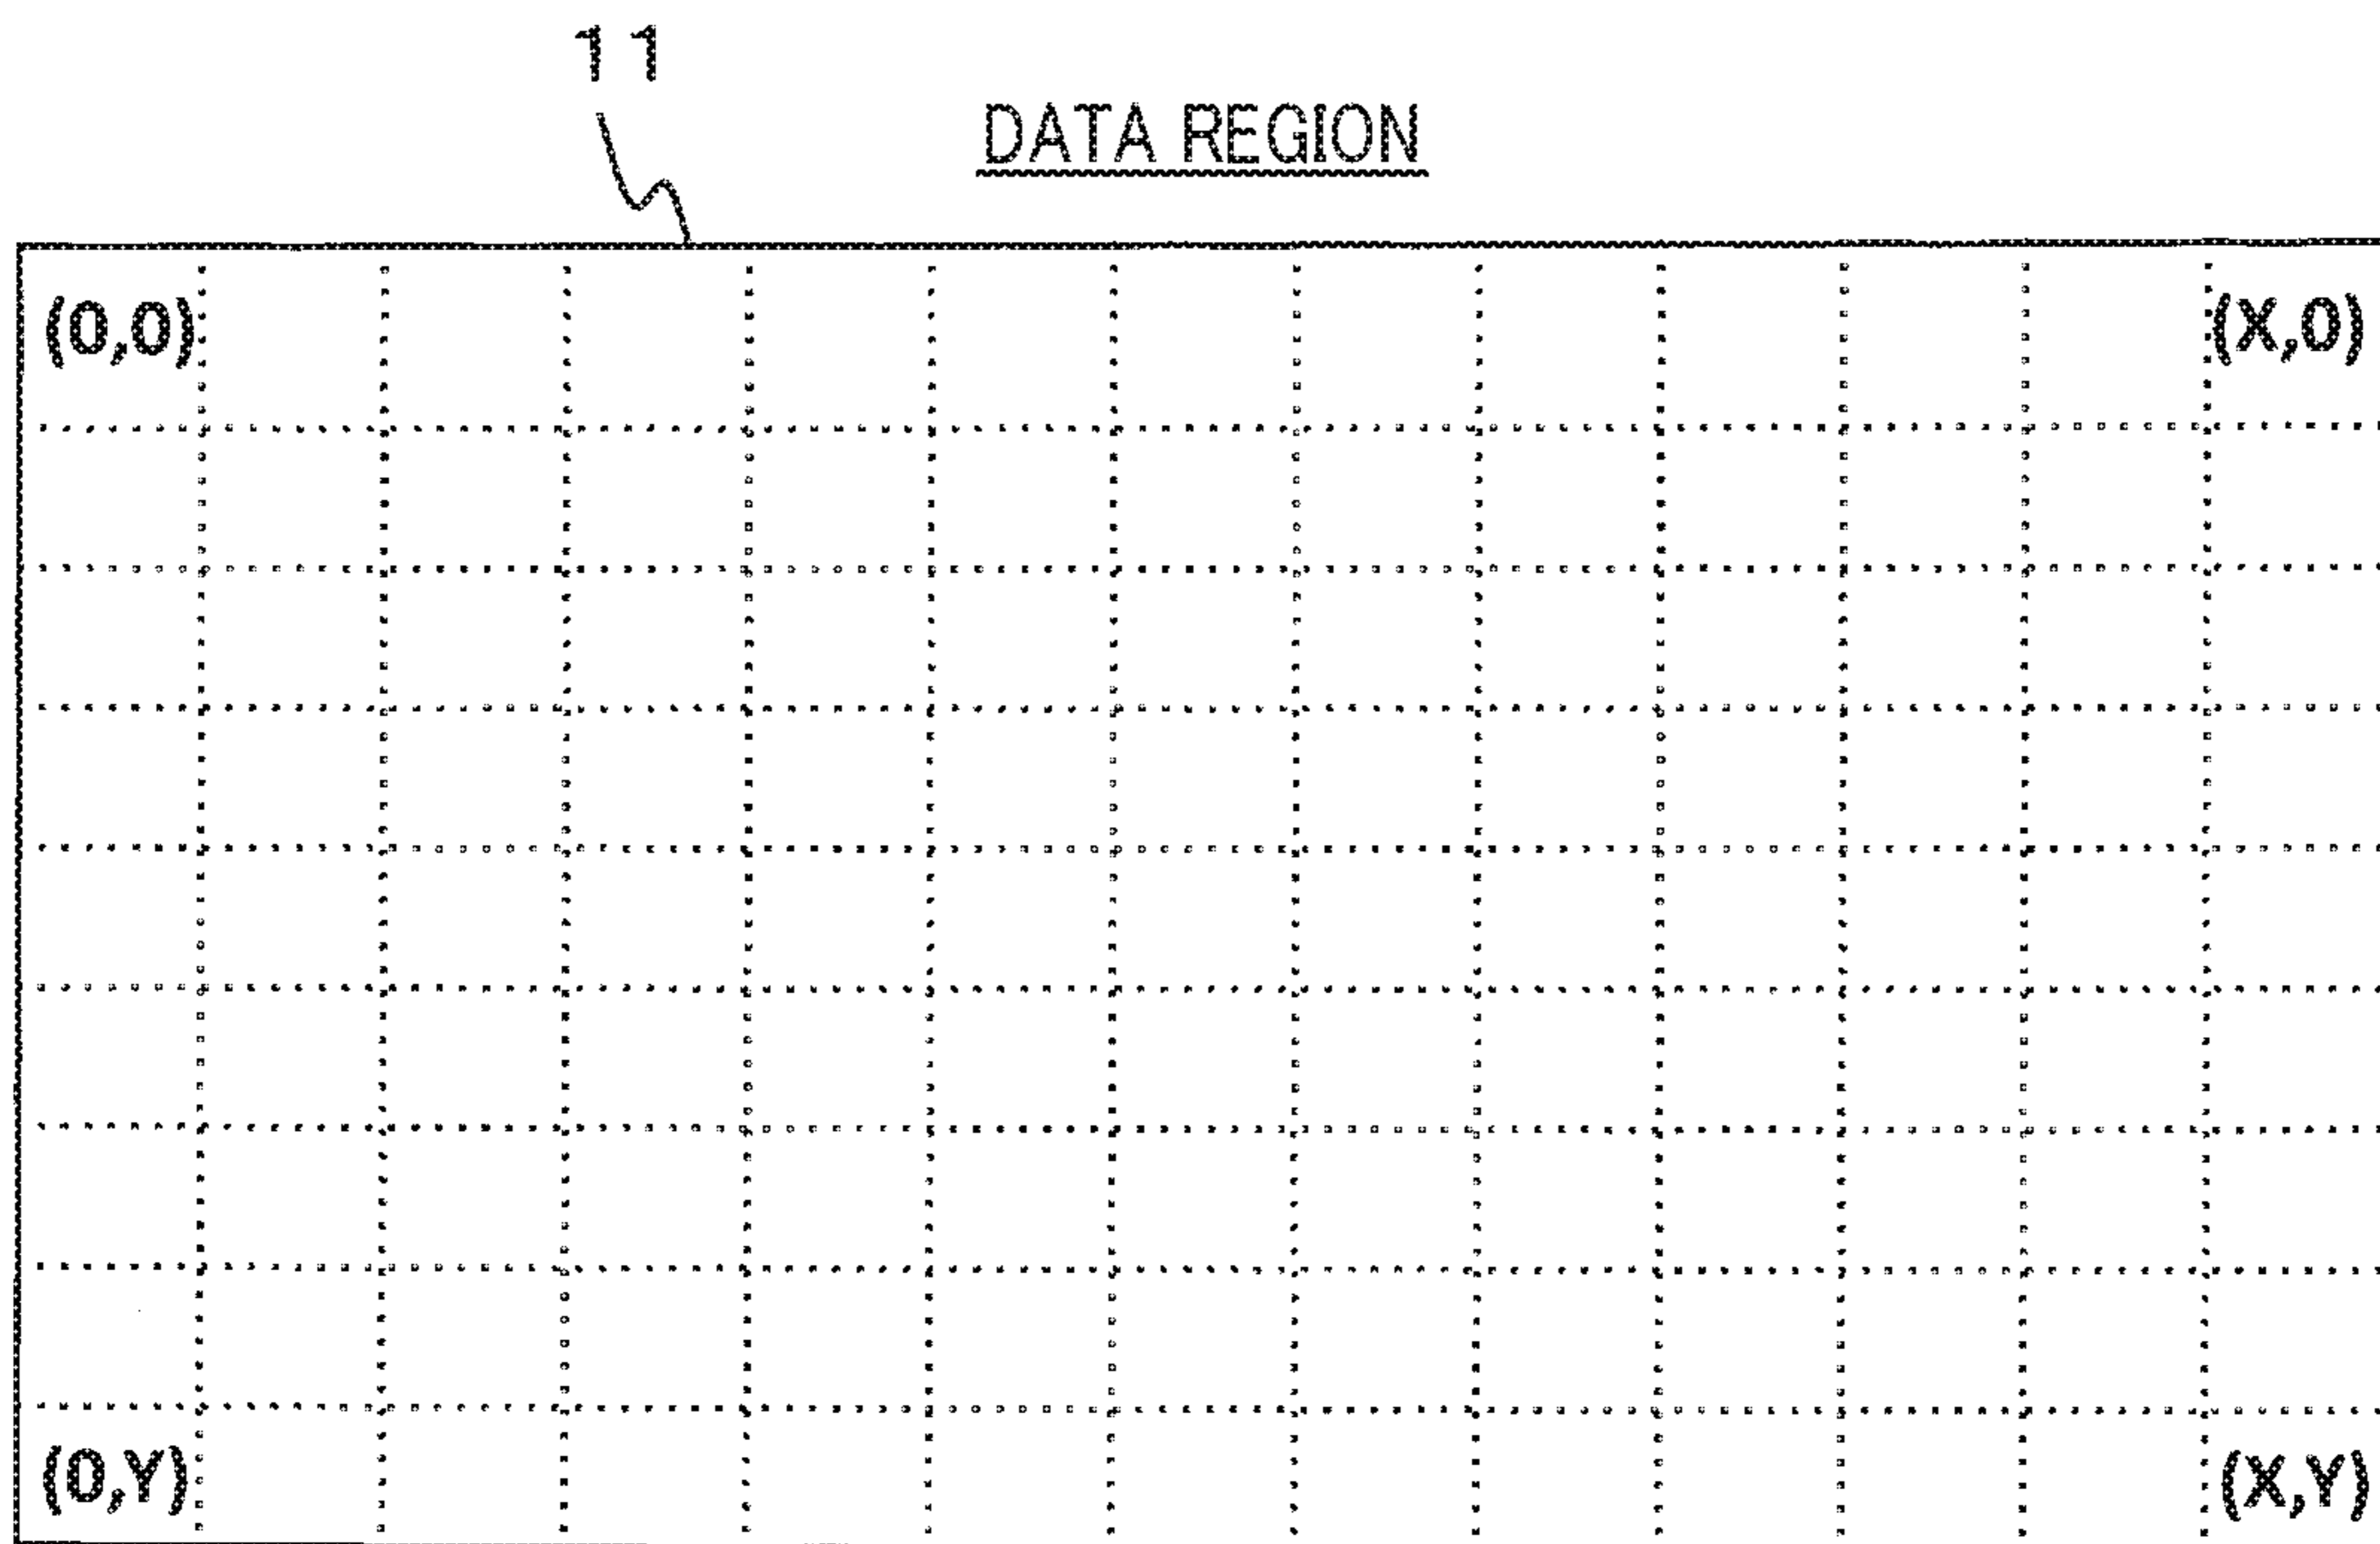 11
DATA REGION
(0,0) (X,0)
(0,Y) (X,Y)